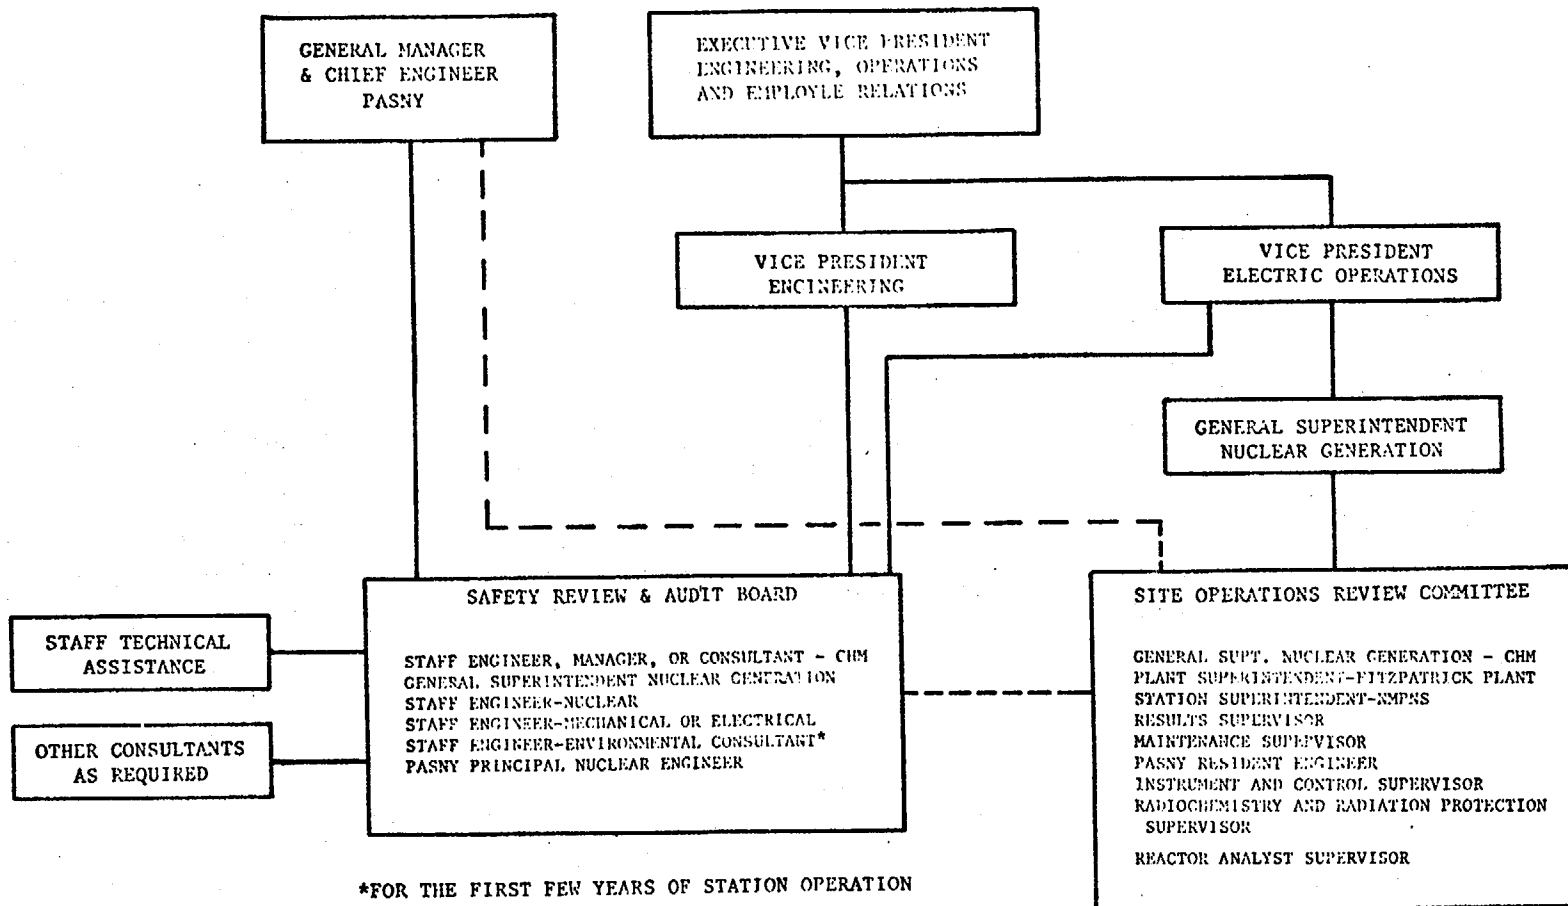 GENERAL MANAGER
& CHIEF ENGINEER
PASNY
EXECUTIVE VICE PRESIDENT
ENGINEERING, OPERATIONS
AND EMPLOYLE RELATIONS
VICE PRESIDENT
ENGINEERING
VICE PRESIDENT
ELECTRIC OPERATIONS
GENERAL SUPERINTENDENT
NUCLEAR GENERATION
STAFF TECHNICAL
ASSISTANCE
OTHER CONSULTANTS
AS REQUIRED
SAFETY REVIEW & AUDIT BOARD
STAFF ENGINEER, MANAGER, OR CONSULTANT - CHM
GENERAL SUPERINTENDENT NUCLEAR GENERATION
STAFF ENGINEER-NUCLEAR
STAFF ENGINEER-MECHANICAL OR ELECTRICAL
STAFF ENGINEER-ENVIRONMENTAL CONSULTANT*
PASNY PRINCIPAL NUCLEAR ENGINEER
SITE OPERATIONS REVIEW COMMITTEE
GENERAL SUPT. NUCLEAR GENERATION - CHM
PLANT SUPERINTENDENT-FITZPATRICK PLANT
STATION SUPERINTENDENT-NMPNS
RESULTS SUPERVISOR
MAINTENANCE SUPERVISOR
PASNY RESIDENT ENGINEER
INSTRUMENT AND CONTROL SUPERVISOR
RADIOCHEMISTRY AND RADIATION PROTECTION
SUPERVISOR
REACTOR ANALYST SUPERVISOR
*FOR THE FIRST FEW YEARS OF STATION OPERATION